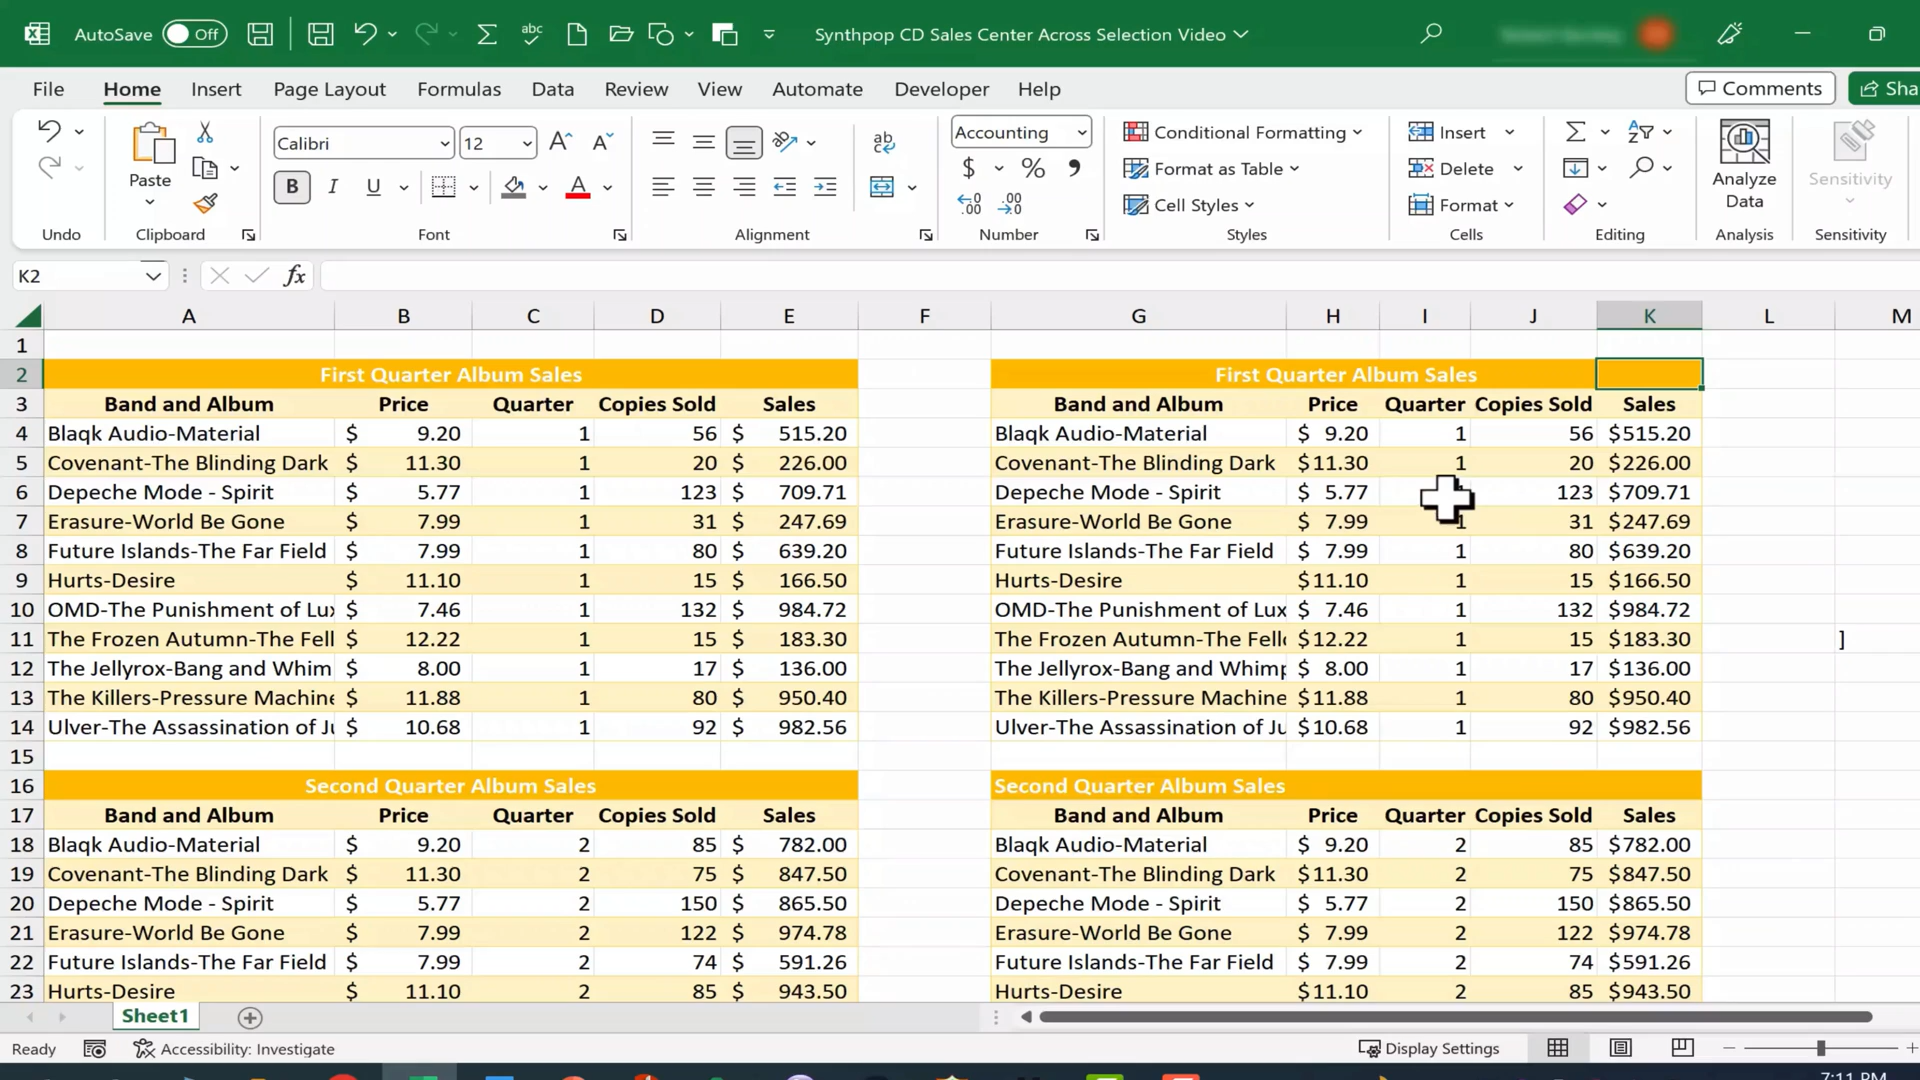 AutoSave Off Synthpop CD Sales Center Across Selection Video
File Home Insert Page Layout Formulas Data Review View Automate Developer Help Comments Sha
Calibri 12 Accounting Conditional Formatting Insert
Paste B I U A $ % , Format as Table Delete Analyze Data Sensitivity
Cell Styles Format
Undo Clipboard Font Alignment Number Styles Cells Editing Analysis Sensitivity
K2 fx
A B C D E F G H I J K L M
1
2 First Quarter Album Sales First Quarter Album Sales
3 Band and Album Price Quarter Copies Sold Sales Band and Album Price Quarter Copies Sold Sales
4 Blaqk Audio-Material $ 9.20 1 56 $ 515.20 Blaqk Audio-Material $ 9.20 1 56 $515.20
5 Covenant-The Blinding Dark $ 11.30 1 20 $ 226.00 Covenant-The Blinding Dark $11.30 1 20 $226.00
6 Depeche Mode - Spirit $ 5.77 1 123 $ 709.71 Depeche Mode - Spirit $ 5.77 123 $709.71
7 Erasure-World Be Gone $ 7.99 1 31 $ 247.69 Erasure-World Be Gone $ 7.99 1 31 $247.69
8 Future Islands-The Far Field $ 7.99 1 80 $ 639.20 Future Islands-The Far Field $ 7.99 1 80 $639.20
9 Hurts-Desire $ 11.10 1 15 $ 166.50 Hurts-Desire $11.10 1 15 $166.50
10 OMD-The Punishment of Lux $ 7.46 1 132 $ 984.72 OMD-The Punishment of Lux $ 7.46 1 132 $984.72
11 The Frozen Autumn-The Fell $ 12.22 1 15 $ 183.30 The Frozen Autumn-The Fello $12.22 1 15 $183.30 ]
12 The Jellyrox-Bang and Whim $ 8.00 1 17 $ 136.00 The Jellyrox-Bang and Whimp $ 8.00 1 17 $136.00
13 The Killers-Pressure Machine $ 11.88 1 80 $ 950.40 The Killers-Pressure Machine $11.88 1 80 $950.40
14 Ulver-The Assassination of Ju $ 10.68 1 92 $ 982.56 Ulver-The Assassination of Ju $10.68 1 92 $982.56
15
16 Second Quarter Album Sales Second Quarter Album Sales
17 Band and Album Price Quarter Copies Sold Sales Band and Album Price Quarter Copies Sold Sales
18 Blaqk Audio-Material $ 9.20 2 85 $ 782.00 Blaqk Audio-Material $ 9.20 2 85 $782.00
19 Covenant-The Blinding Dark $ 11.30 2 75 $ 847.50 Covenant-The Blinding Dark $11.30 2 75 $847.50
20 Depeche Mode - Spirit $ 5.77 2 150 $ 865.50 Depeche Mode - Spirit $ 5.77 2 150 $865.50
21 Erasure-World Be Gone $ 7.99 2 122 $ 974.78 Erasure-World Be Gone $ 7.99 2 122 $974.78
22 Future Islands-The Far Field $ 7.99 2 74 $ 591.26 Future Islands-The Far Field $ 7.99 2 74 $591.26
23 Hurts-Desire $ 11.10 2 85 $ 943.50 Hurts-Desire $11.10 2 85 $943.50
Sheet1
Ready Accessibility: Investigate Display Settings
7:11 PM